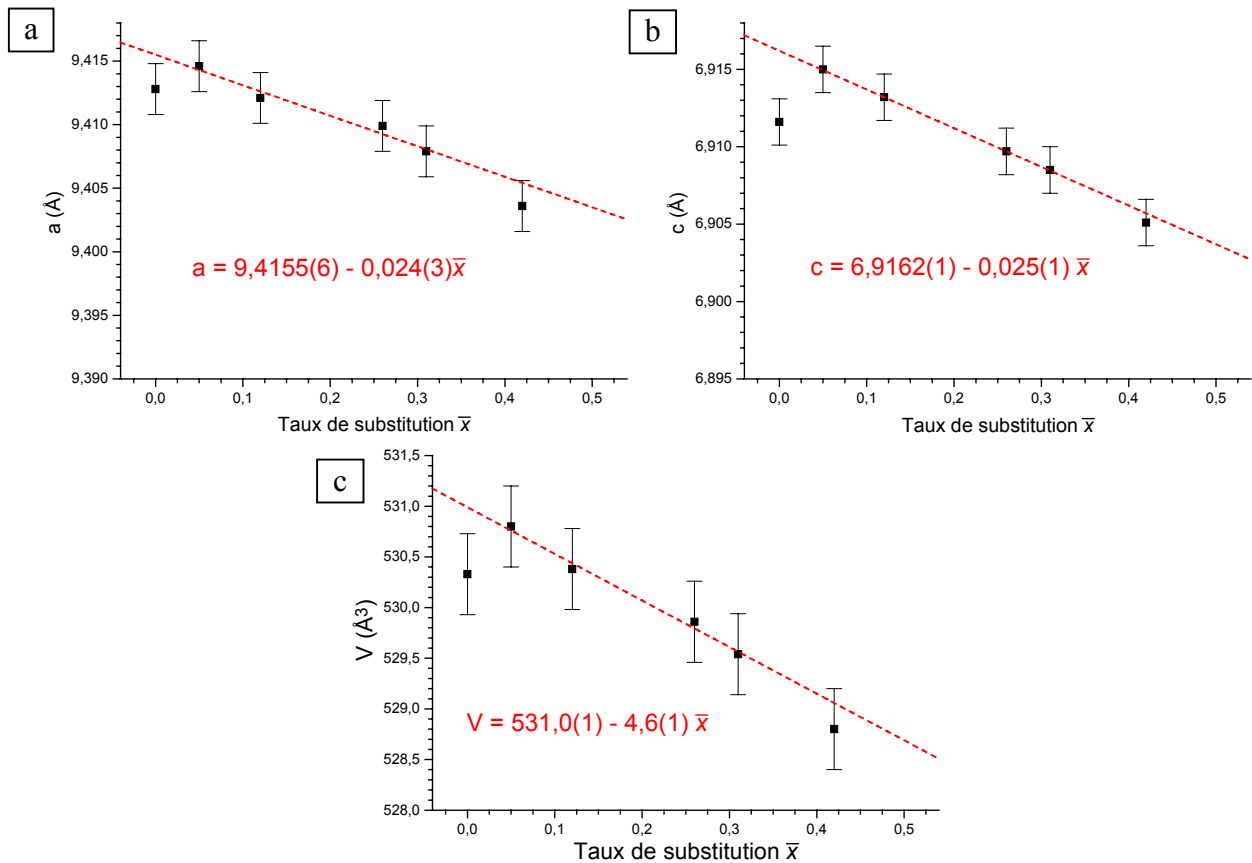 a
9,415
9,410
9,405
9,400
9,395
9,390
a (Å)
a = 9,4155(6) - 0,024(3)x̅
0,0 0,1 0,2 0,3 0,4 0,5
Taux de substitution x̅
b
6,915
6,910
6,905
6,900
6,895
c (Å)
c = 6,9162(1) - 0,025(1) x̅
0,0 0,1 0,2 0,3 0,4 0,5
Taux de substitution x̅
c
531,5
531,0
530,5
530,0
529,5
529,0
528,5
528,0
V (Å³)
V = 531,0(1) - 4,6(1) x̅
0,0 0,1 0,2 0,3 0,4 0,5
Taux de substitution x̅